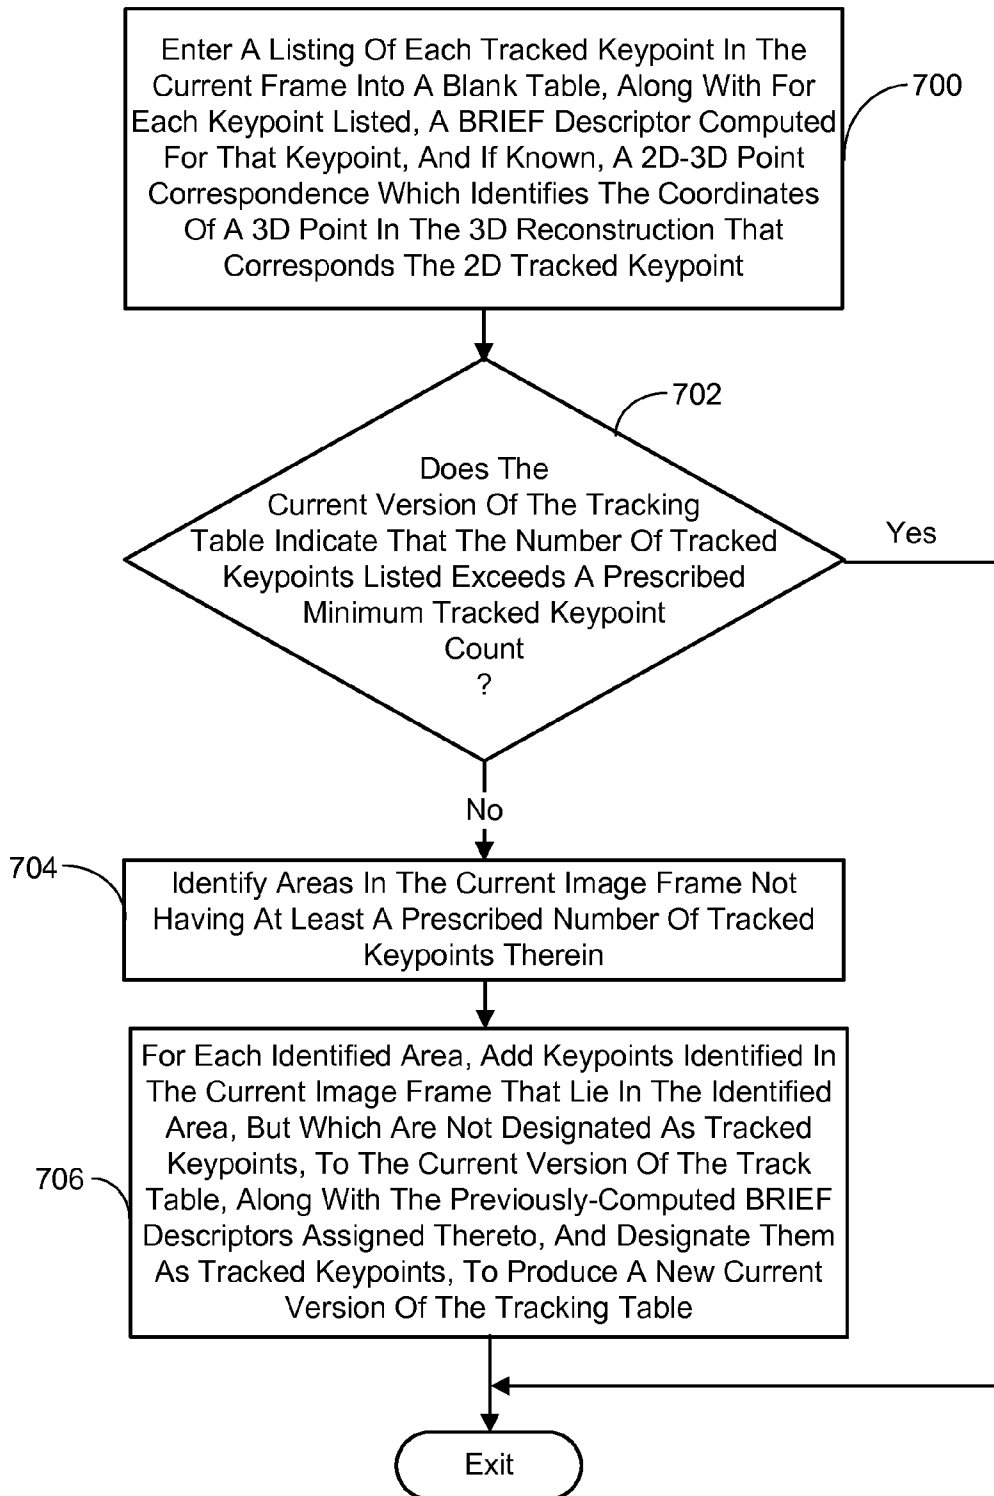 Enter A Listing Of Each Tracked Keypoint In The
Current Frame Into A Blank Table, Along With For
Each Keypoint Listed, A BRIEF Descriptor Computed
For That Keypoint, And If Known, A 2D-3D Point
Correspondence Which Identifies The Coordinates
Of A 3D Point In The 3D Reconstruction That
Corresponds The 2D Tracked Keypoint
700
702
Does The
Current Version Of The Tracking
Table Indicate That The Number Of Tracked
Keypoints Listed Exceeds A Prescribed
Minimum Tracked Keypoint
Count
?
Yes
No
704
Identify Areas In The Current Image Frame Not
Having At Least A Prescribed Number Of Tracked
Keypoints Therein
706
For Each Identified Area, Add Keypoints Identified In
The Current Image Frame That Lie In The Identified
Area, But Which Are Not Designated As Tracked
Keypoints, To The Current Version Of The Track
Table, Along With The Previously-Computed BRIEF
Descriptors Assigned Thereto, And Designate Them
As Tracked Keypoints, To Produce A New Current
Version Of The Tracking Table
Exit